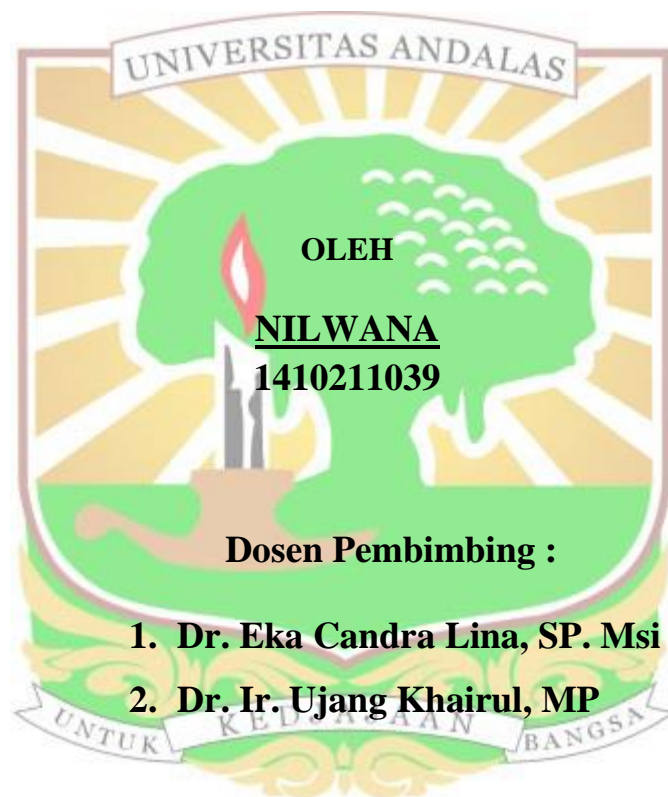 UNIVERSITAS ANDALAS
OLEH
NILWANA
1410211039
Dosen Pembimbing :
1. Dr. Eka Candra Lina, SP. Msi
2. Dr. Ir. Ujang Khairul, MP
UNTUK KEDJAJAAN BANGSA